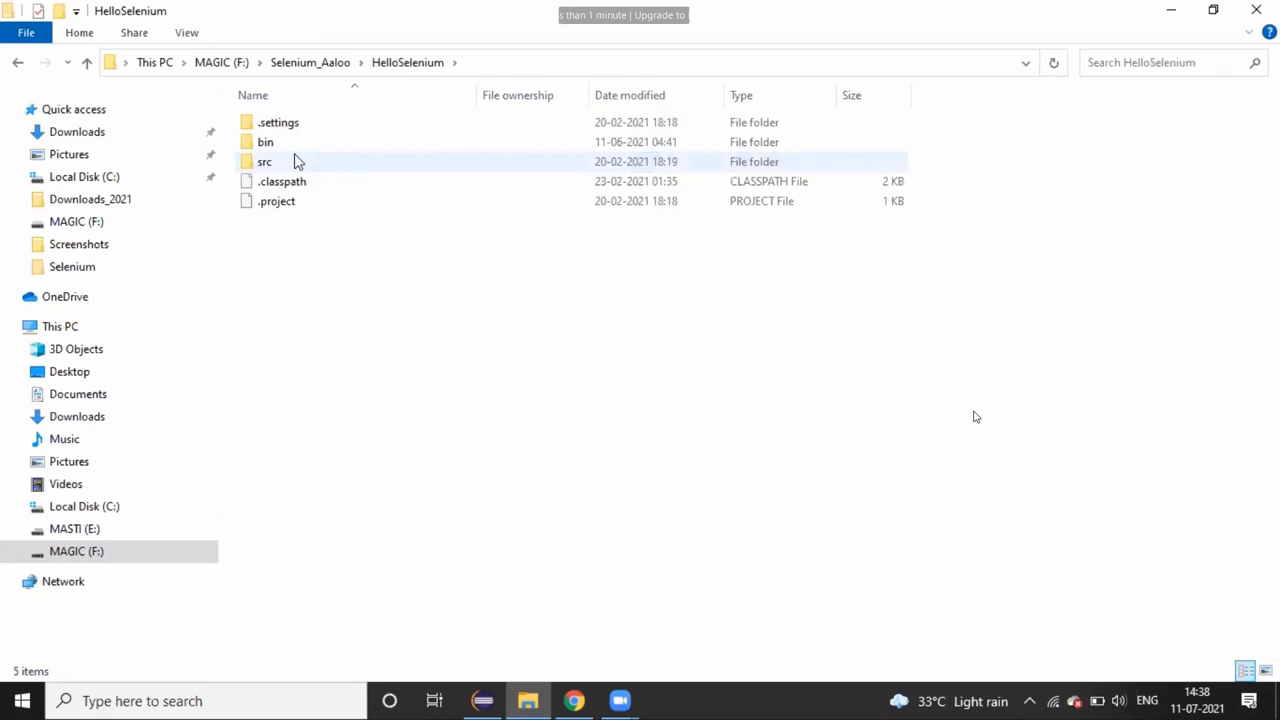 HelloSelenium
s than 1 minute | Upgrade to
File Home Share View
This PC MAGIC (F:) Selenium_Aaloo HelloSelenium
Search HelloSelenium
Name File ownership Date modified Type Size
.settings 20-02-2021 18:18 File folder
bin 11-06-2021 04:41 File folder
src 20-02-2021 18:19 File folder
.classpath 23-02-2021 01:35 CLASSPATH File 2 KB
.project 20-02-2021 18:18 PROJECT File 1 KB
Quick access
Downloads
Pictures
Local Disk (C:)
Downloads_2021
MAGIC (F:)
Screenshots
Selenium
OneDrive
This PC
3D Objects
Desktop
Documents
Downloads
Music
Pictures
Videos
Local Disk (C:)
MASTI (E:)
MAGIC (F:)
Network
5 items
Type here to search
33°C Light rain
ENG
14:38
11-07-2021